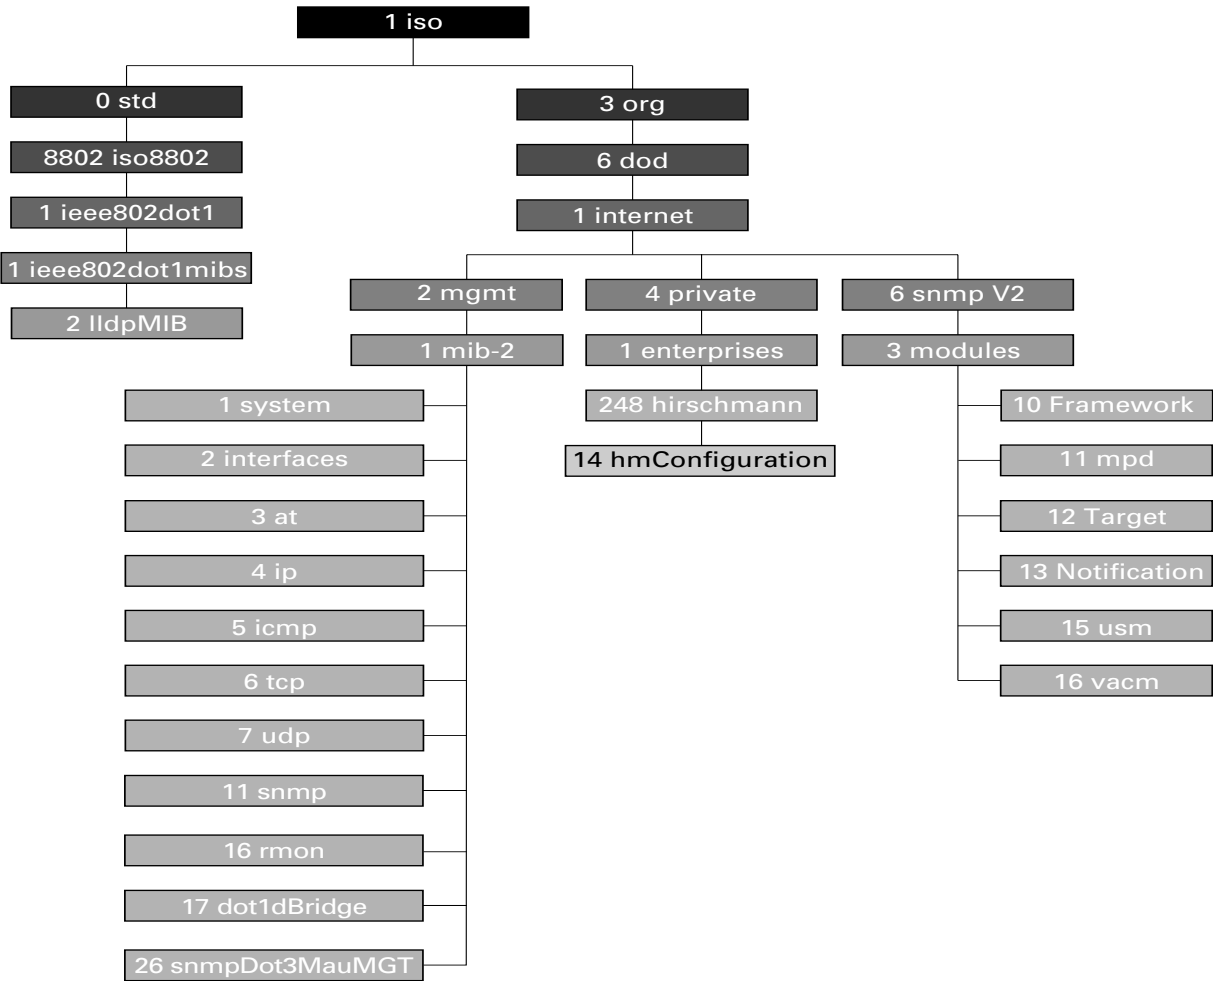 1 iso
0 std
8802 iso8802
1 ieee802dot1
1 ieee802dot1mibs
2 lldpMIB
3 org
6 dod
1 internet
2 mgmt
1 mib-2
1 system
2 interfaces
3 at
4 ip
5 icmp
6 tcp
7 udp
11 snmp
16 rmon
17 dot1dBridge
26 snmpDot3MauMGT
4 private
1 enterprises
248 hirschmann
14 hmConfiguration
6 snmp V2
3 modules
10 Framework
11 mpd
12 Target
13 Notification
15 usm
16 vacm